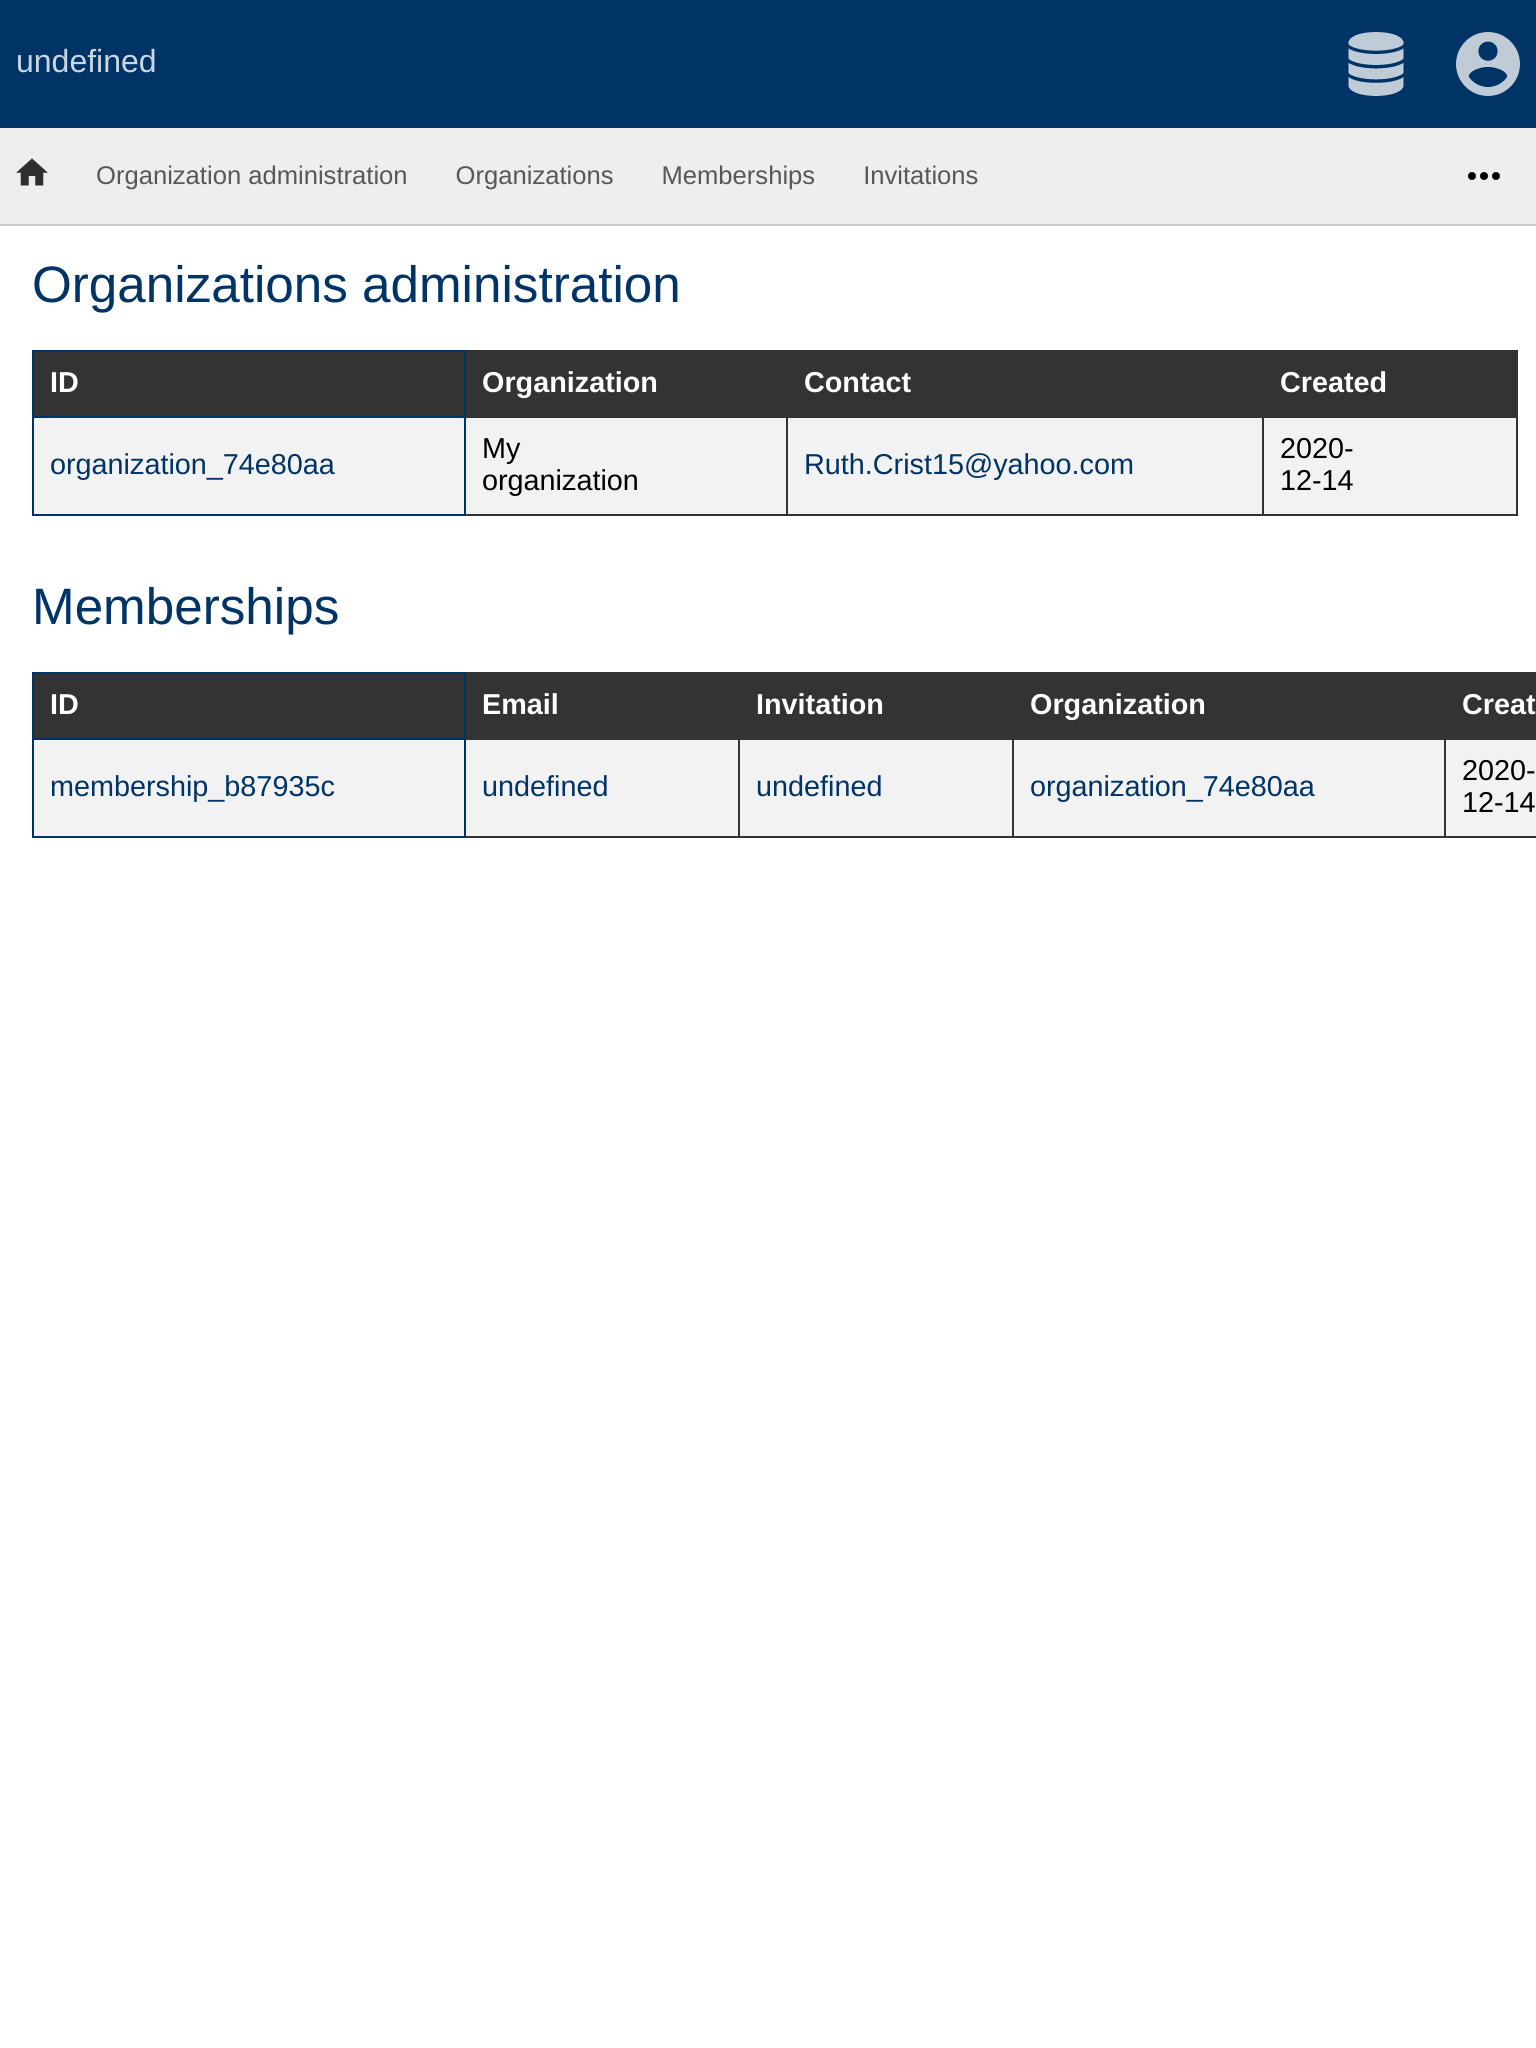 undefined
Organization administration Organizations Memberships Invitations
Organizations administration
ID Organization Contact Created
organization_74e80aa My organization Ruth.Crist15@yahoo.com 2020-12-14
Memberships
ID Email Invitation Organization Creat
membership_b87935c undefined undefined organization_74e80aa 2020-12-14